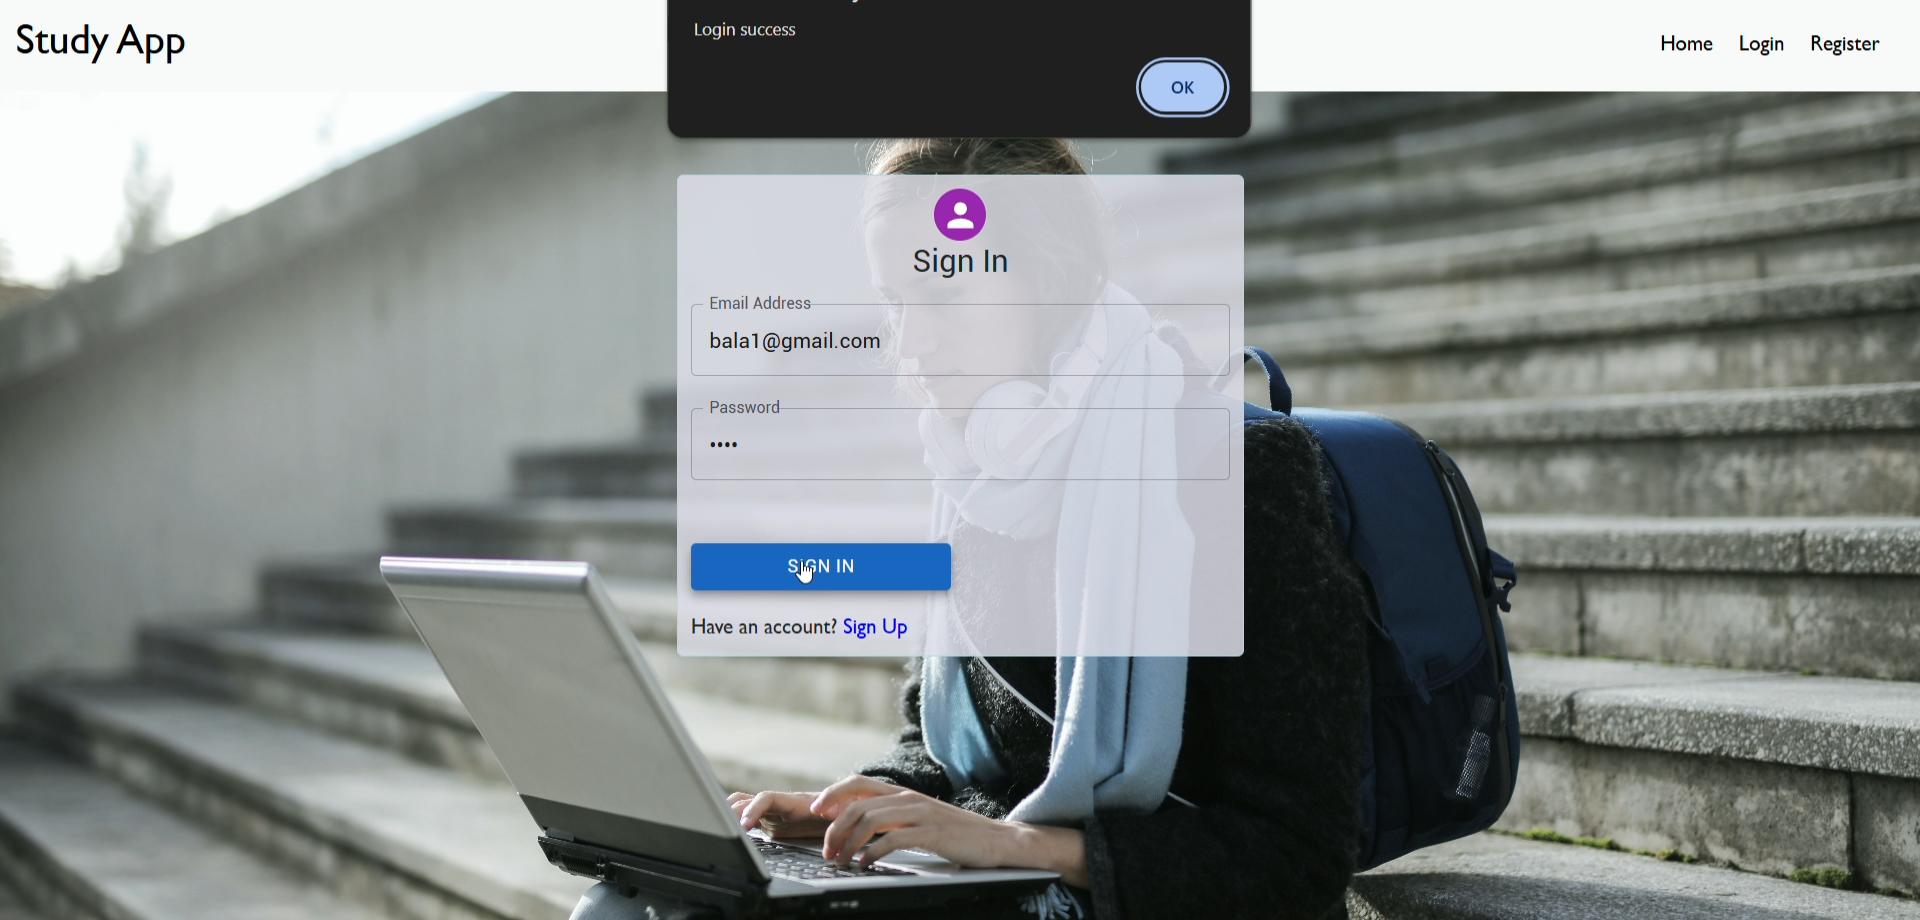 Study App
Login success
OK
Home Login Register
Sign In
Email Address
bala1@gmail.com
Password
••••
SIGN IN
Have an account? Sign Up